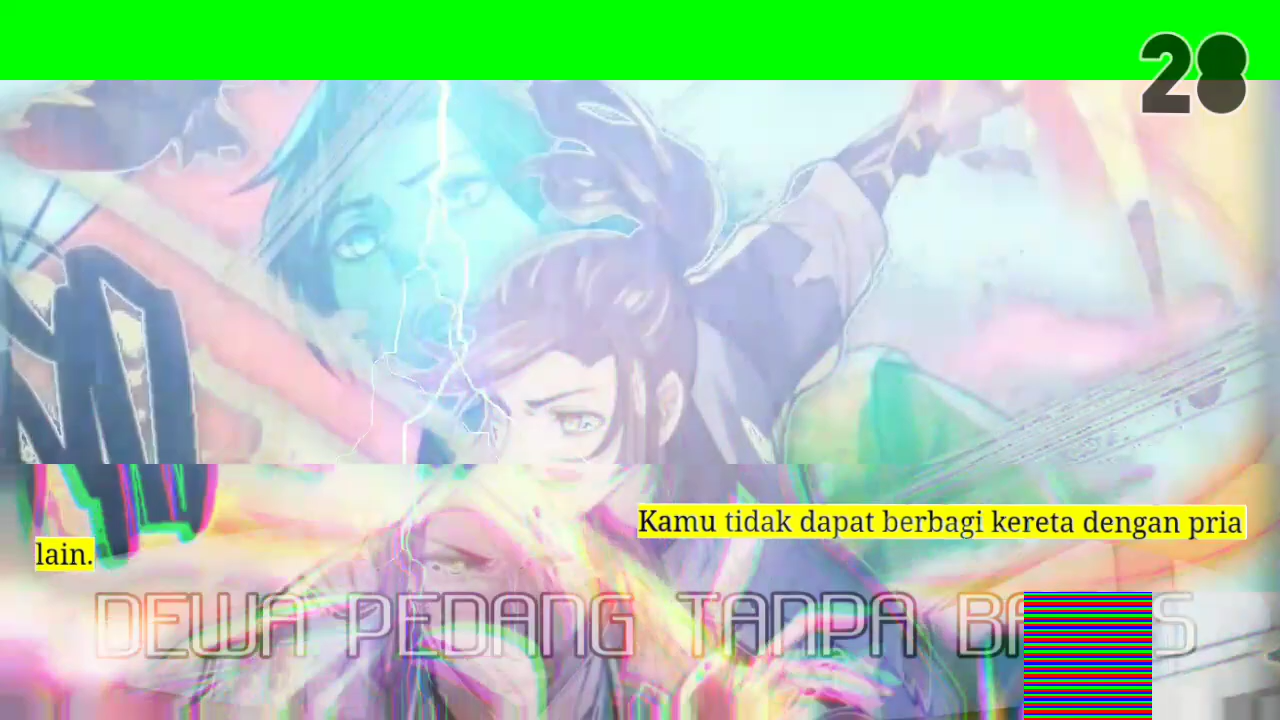 28
Kamu tidak dapat berbagi kereta dengan pria
lain.
DEWA PEDANG TANPA